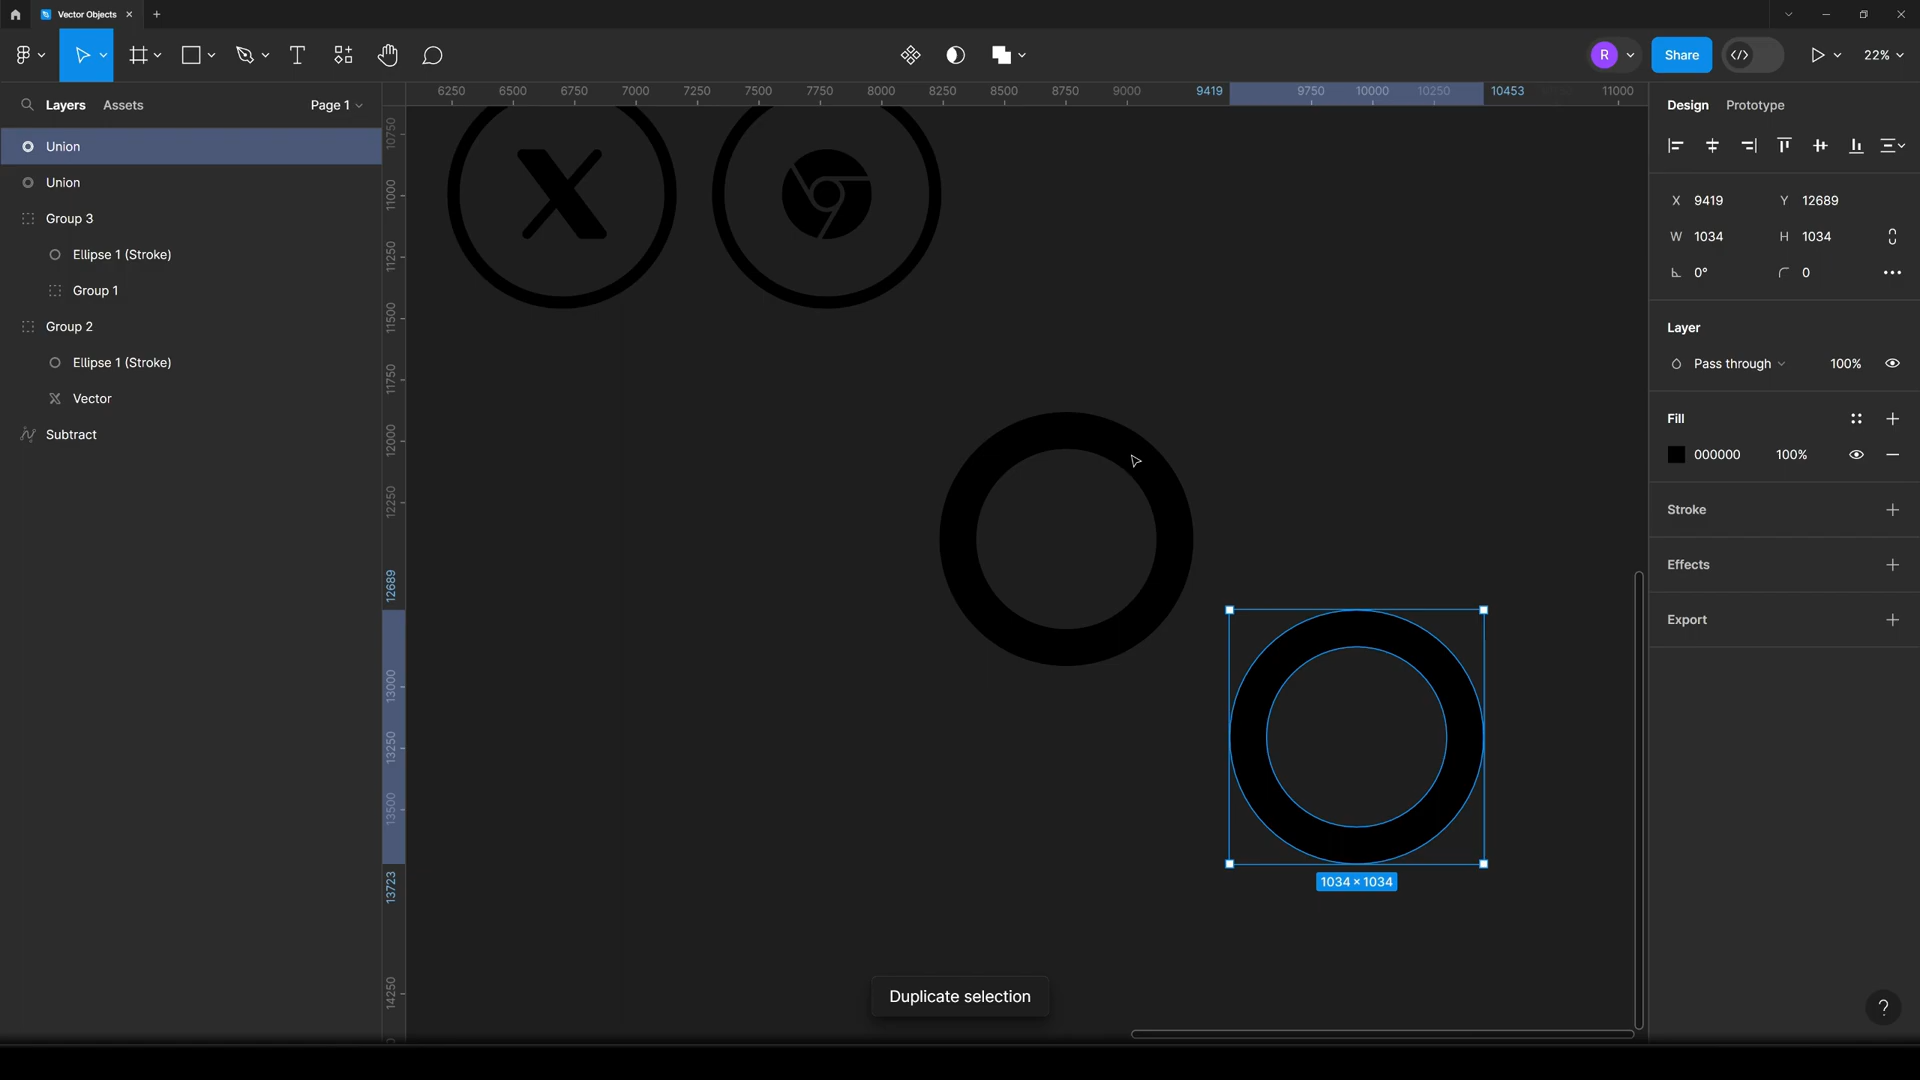 Vector Objects
R
Share
22%
Layers
Assets
Page 1
6250 6500 6750 7000 7250 7500 7750 8000 8250 8500 8750 9000 9419 9750 10000 10250 10453 11000
Design
Prototype
Union
Union
Group 3
Ellipse 1 (Stroke)
Group 1
Group 2
Ellipse 1 (Stroke)
Vector
Subtract
10750
11000
11250
11500
11750
12000
12250
12689
13000
13250
13500
13723
14250
1034 × 1034
Duplicate selection
X 9419 Y 12689
W 1034 H 1034
0° 0
Layer
Pass through 100%
Fill
000000 100%
Stroke
Effects
Export
?